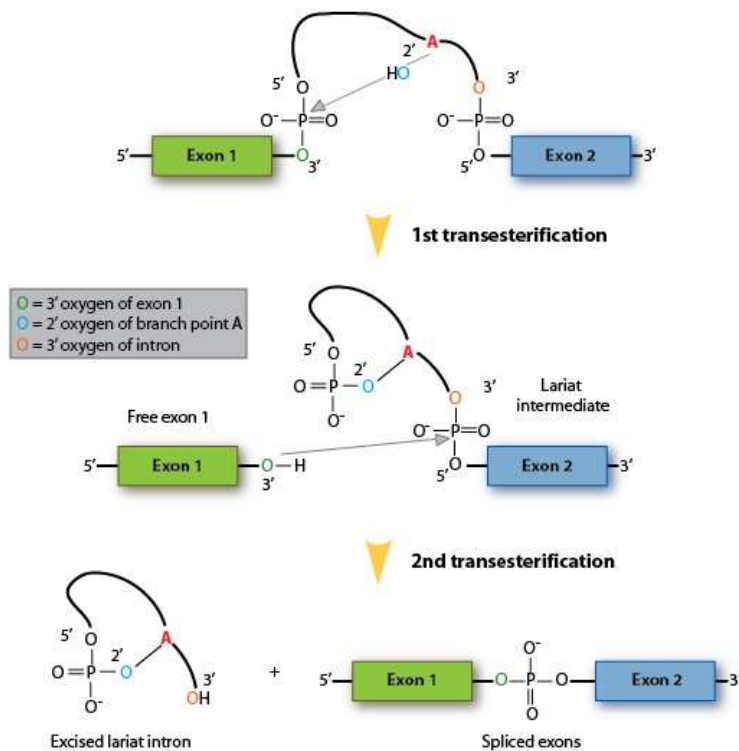 A
2′
HO
5′ 3′
O O
O⁻—P=O O⁻—P=O
5′ Exon 1 O 3′ 5′ O Exon 2 3′
1st transesterification
O = 3′ oxygen of exon 1
O = 2′ oxygen of branch point A
O = 3′ oxygen of intron
5′ O 2′ A
O=P—O
O⁻
3′
O
Lariat
intermediate
Free exon 1
O⁻—P=O
5′ Exon 1 O—H
3′
5′ O Exon 2 3′
2nd transesterification
5′ O 2′ A
O=P—O
O⁻
3′
OH
+
O⁻
5′ Exon 1 O—P—O Exon 2 3′
O
Excised lariat intron
Spliced exons